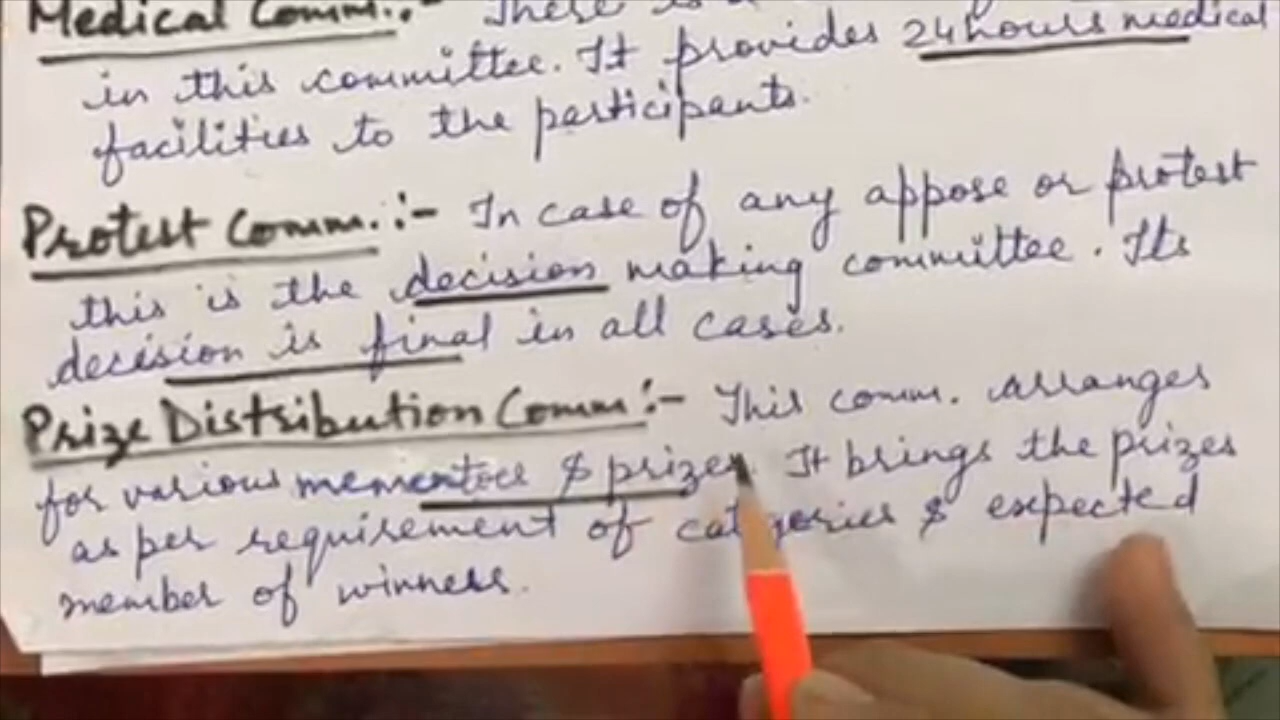 Medical Comm.:- There is a
in this committee. It provides 24 hours medical
facilities to the participants.
Protest Comm.:- In case of any appose or protest
this is the decision making committee. Its
decision is final in all cases.
Prize Distribution Comm:- This comm. arranges
for various mementoes & prizes. It brings the prizes
as per requirement of categories & expected
member of winness.